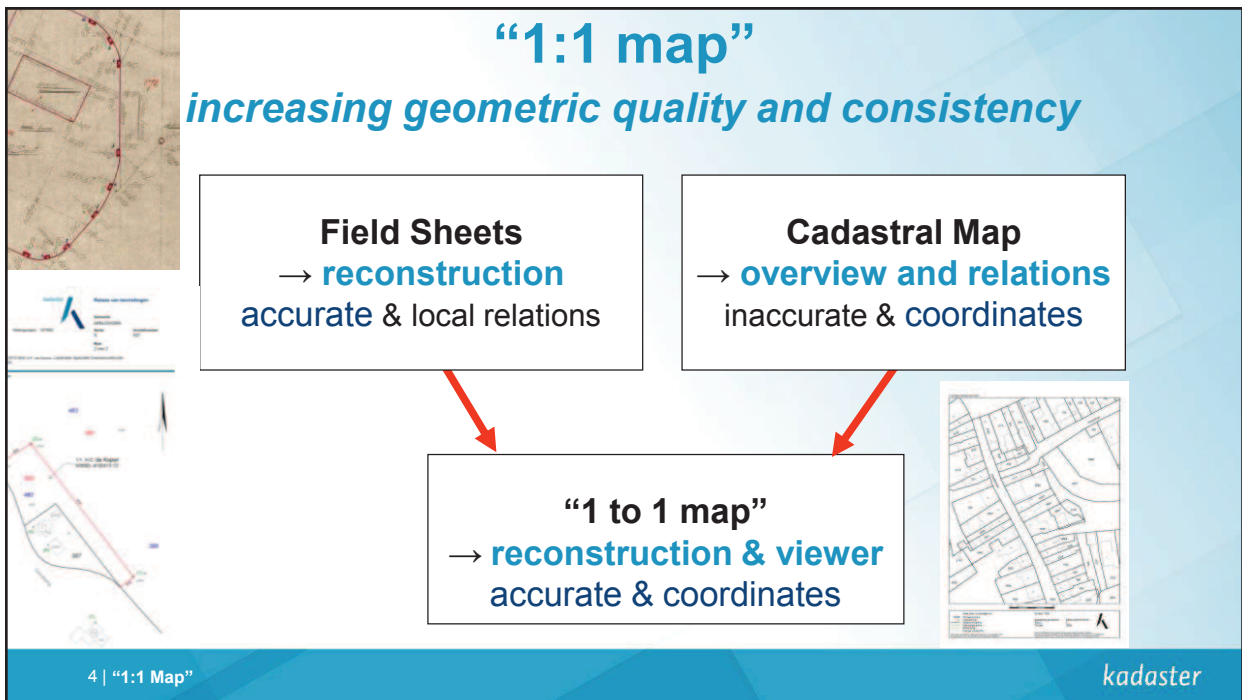 “1:1 map”
increasing geometric quality and consistency
Field Sheets
→ reconstruction
accurate & local relations
Cadastral Map
→ overview and relations
inaccurate & coordinates
“1 to 1 map”
→ reconstruction & viewer
accurate & coordinates
4 | “1:1 Map”
kadaster